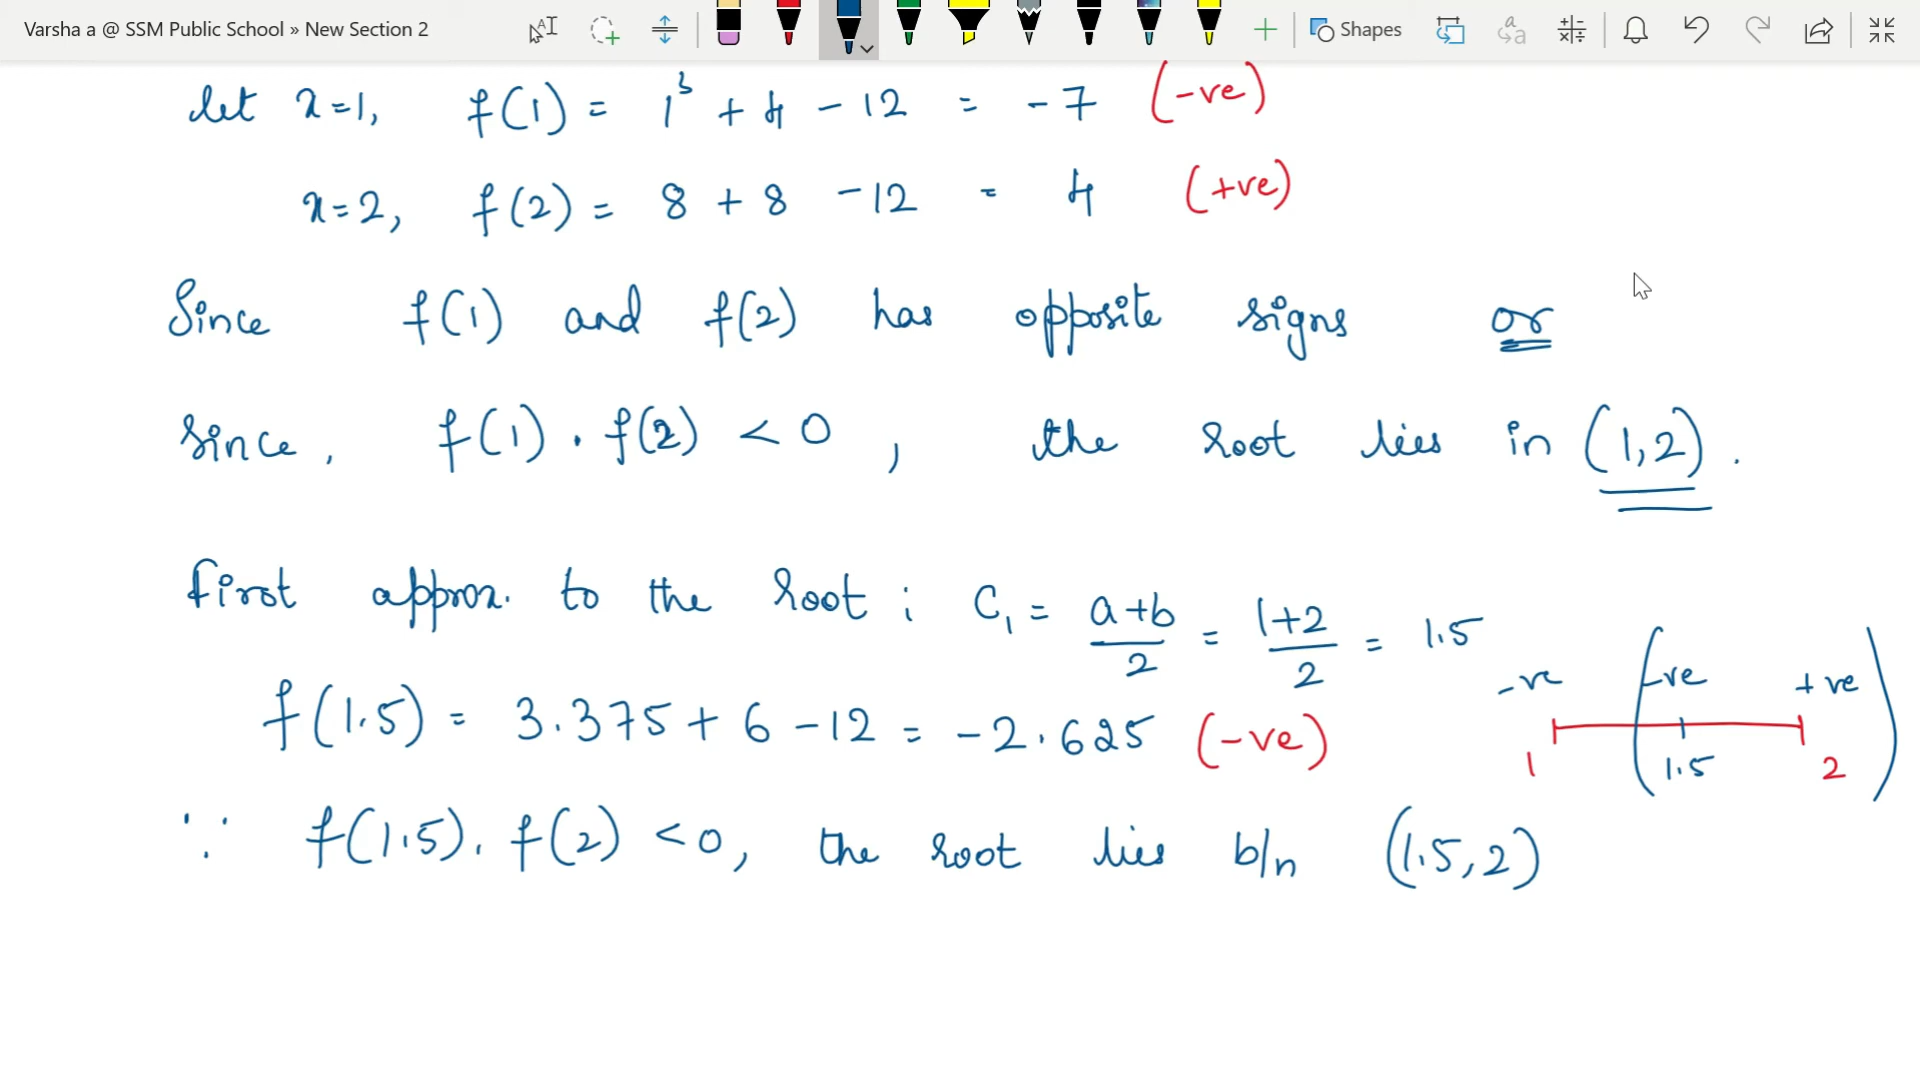 Varsha a @ SSM Public School » New Section 2
Shapes
let x=1, f(1) = 1³ + 4 - 12 = -7 (-ve)
x=2, f(2) = 8 + 8 -12 = 4 (+ve)
Since f(1) and f(2) has opposite signs or
since, f(1) . f(2) < 0 , the root lies in (1,2) .
first approx. to the root ; C₁ = a+b/2 = 1+2/2 = 1.5
-ve (-ve +ve)
f(1.5) = 3.375 + 6 - 12 = -2.625 (-ve)
1 1.5 2
∵ f(1.5). f(2) < 0, the root lies b/n (1.5, 2)